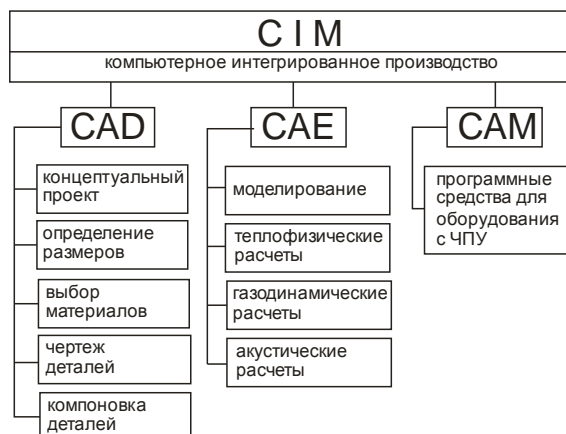 C I M
компьютерное интегрированное производство
CAD
CAE
CAM
концептуальный
проект
определение
размеров
выбор
материалов
чертеж
деталей
компоновка
деталей
моделирование
теплофизические
расчеты
газодинамические
расчеты
акустические
расчеты
программные
средства для
оборудования
с ЧПУ